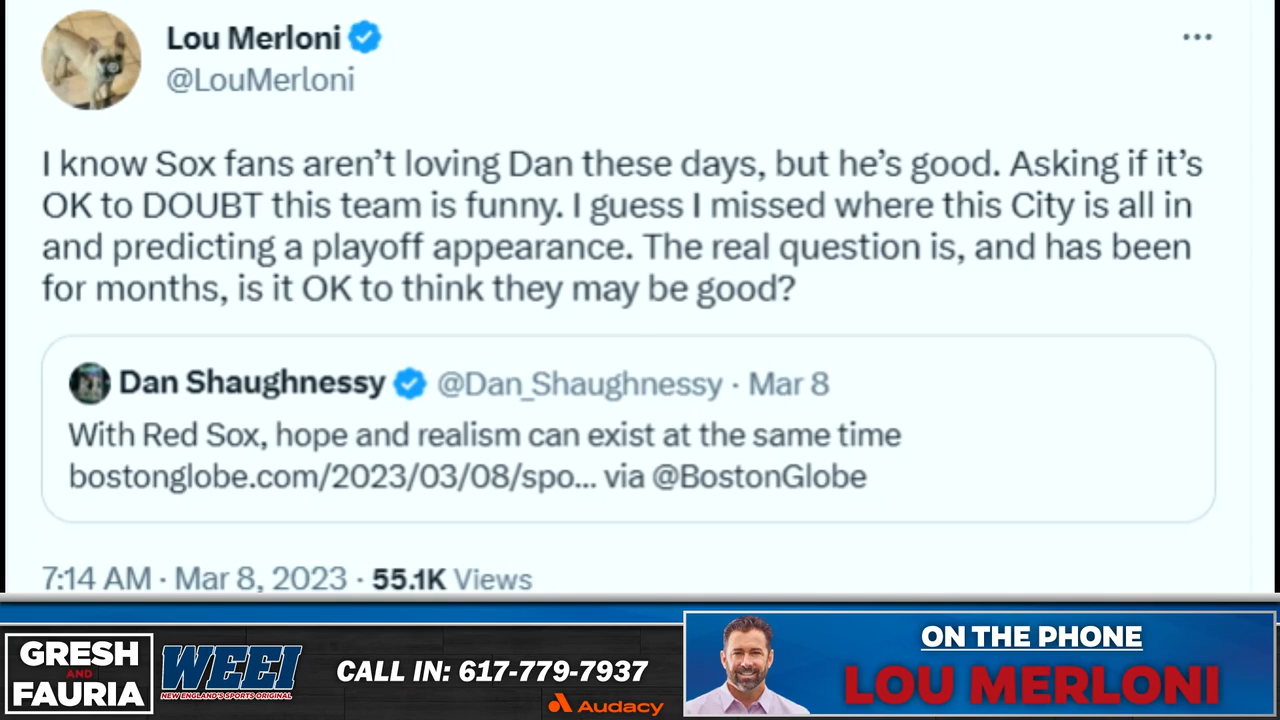 Lou Merloni
@LouMerloni
I know Sox fans aren’t loving Dan these days, but he’s good. Asking if it’s
OK to DOUBT this team is funny. I guess I missed where this City is all in
and predicting a playoff appearance. The real question is, and has been
for months, is it OK to think they may be good?
Dan Shaughnessy @Dan_Shaughnessy · Mar 8
With Red Sox, hope and realism can exist at the same time
bostonglobe.com/2023/03/08/spo... via @BostonGlobe
7:14 AM · Mar 8, 2023 · 55.1K Views
GRESH
AND
FAURIA
WEEI
NEW ENGLAND'S SPORTS ORIGINAL
CALL IN: 617-779-7937
Audacy
ON THE PHONE
LOU MERLONI